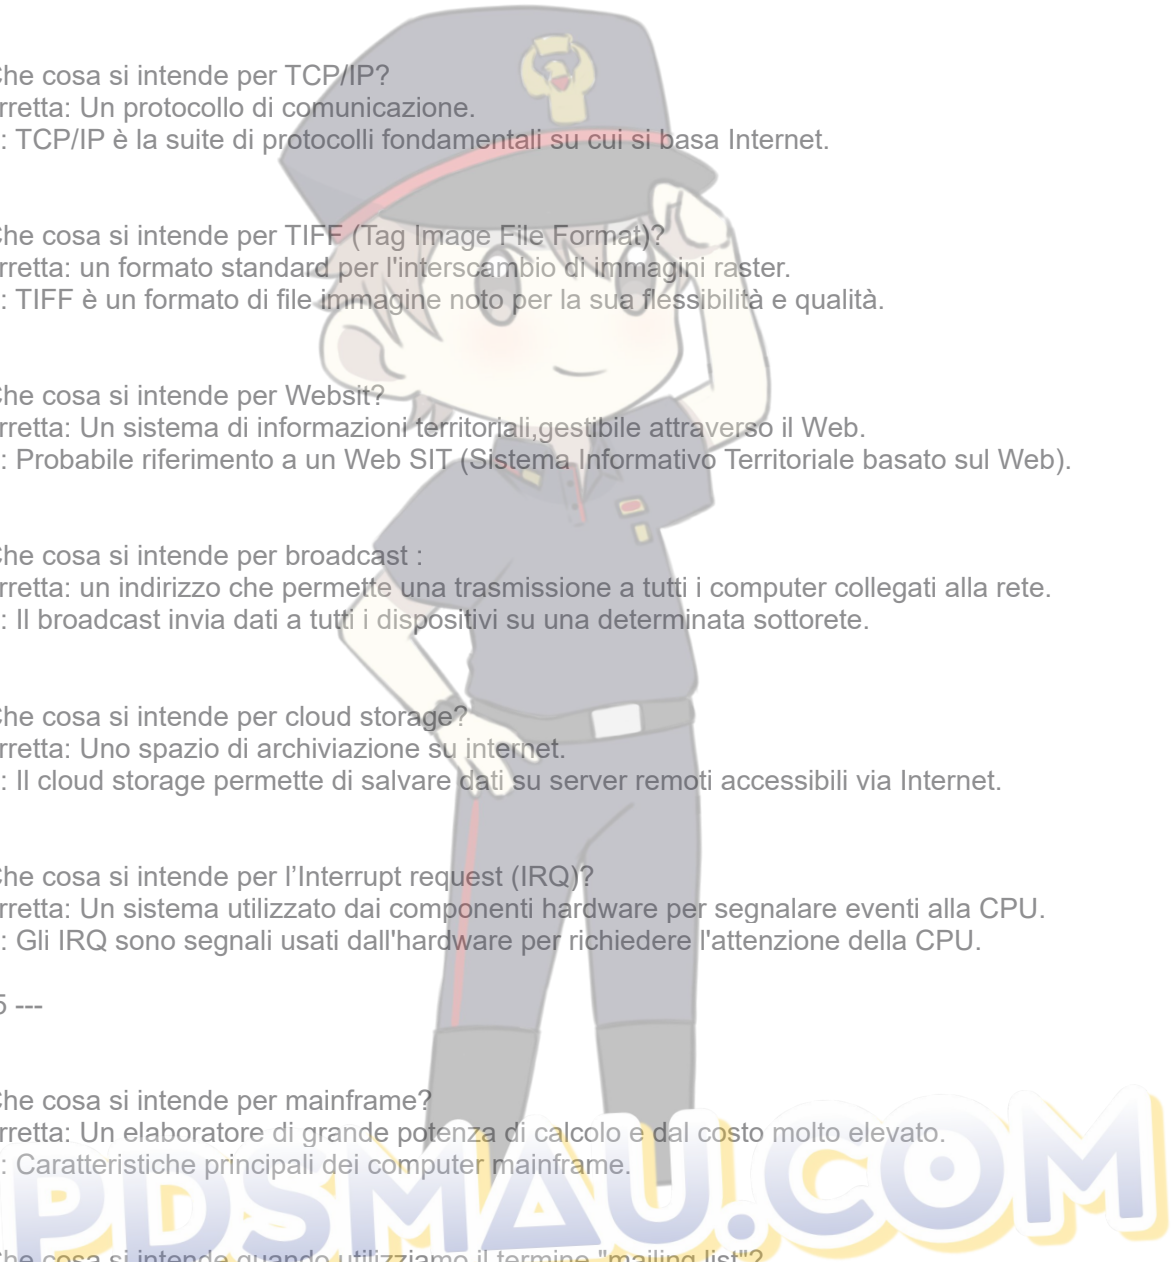 he cosa si intende per TCP/IP?
rretta: Un protocollo di comunicazione.
: TCP/IP è la suite di protocolli fondamentali su cui si basa Internet.
he cosa si intende per TIFF (Tag Image File Format)?
rretta: un formato standard per l'interscambio di immagini raster.
: TIFF è un formato di file immagine noto per la sua flessibilità e qualità.
he cosa si intende per Websit?
rretta: Un sistema di informazioni territoriali,gestibile attraverso il Web.
: Probabile riferimento a un Web SIT (Sistema Informativo Territoriale basato sul Web).
he cosa si intende per broadcast :
rretta: un indirizzo che permette una trasmissione a tutti i computer collegati alla rete.
: Il broadcast invia dati a tutti i dispositivi su una determinata sottorete.
he cosa si intende per cloud storage?
rretta: Uno spazio di archiviazione su internet.
: Il cloud storage permette di salvare dati su server remoti accessibili via Internet.
he cosa si intende per l’Interrupt request (IRQ)?
rretta: Un sistema utilizzato dai componenti hardware per segnalare eventi alla CPU.
: Gli IRQ sono segnali usati dall'hardware per richiedere l'attenzione della CPU.
5 ---
he cosa si intende per mainframe?
rretta: Un elaboratore di grande potenza di calcolo e dal costo molto elevato.
: Caratteristiche principali dei computer mainframe.
PDSMAU.COM
he cosa si intende quando utilizziamo il termine "mailing list"?